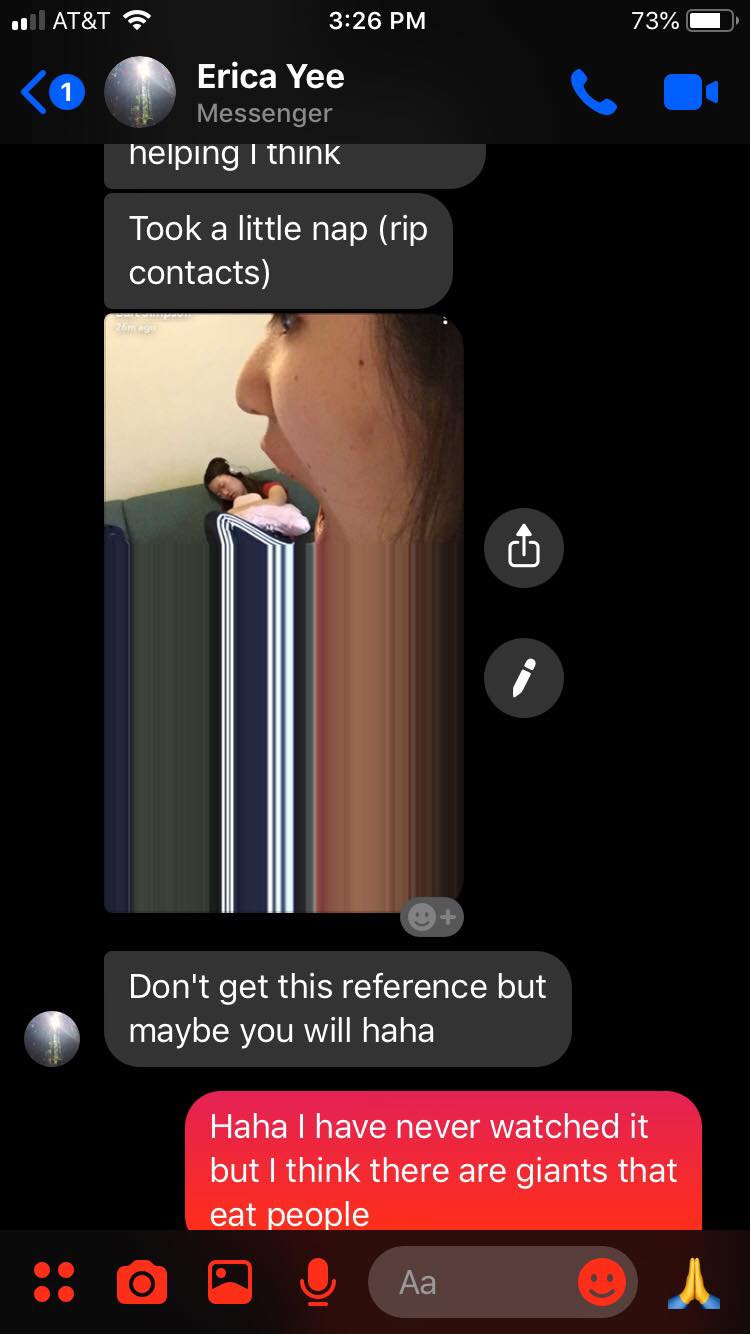 AT&T 3:26 PM 73%
1 Erica Yee
Messenger
helping I think
Took a little nap (rip
contacts)
Bart Simpson
26m ago
Don't get this reference but
maybe you will haha
Haha I have never watched it
but I think there are giants that
eat people
Aa